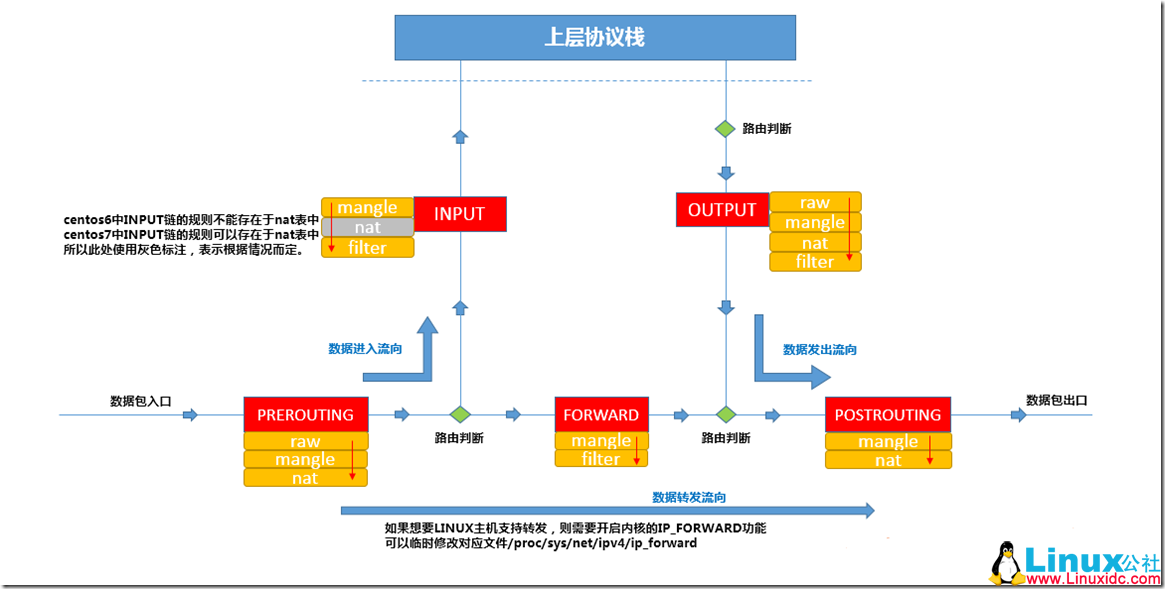 上层协议栈
路由判断
centos6中INPUT链的规则不能存在于nat表中
centos7中INPUT链的规则可以存在于nat表中
所以此处使用灰色标注，表示根据情况而定。
mangle
nat
filter
INPUT
OUTPUT
raw
mangle
nat
filter
数据进入流向
数据发出流向
数据包入口
PREROUTING
raw
mangle
nat
路由判断
FORWARD
mangle
filter
路由判断
POSTROUTING
mangle
nat
数据包出口
数据转发流向
如果想要LINUX主机支持转发，则需要开启内核的IP_FORWARD功能
可以临时修改对应文件/proc/sys/net/ipv4/ip_forward
Linux公社
www.Linuxidc.com